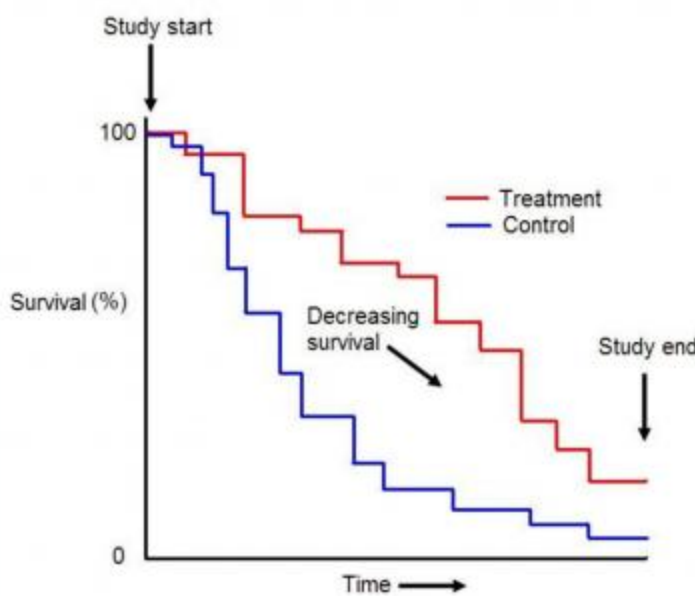 Study start
100
Treatment
Control
Survival (%)
Decreasing
survival
Study end
0
Time